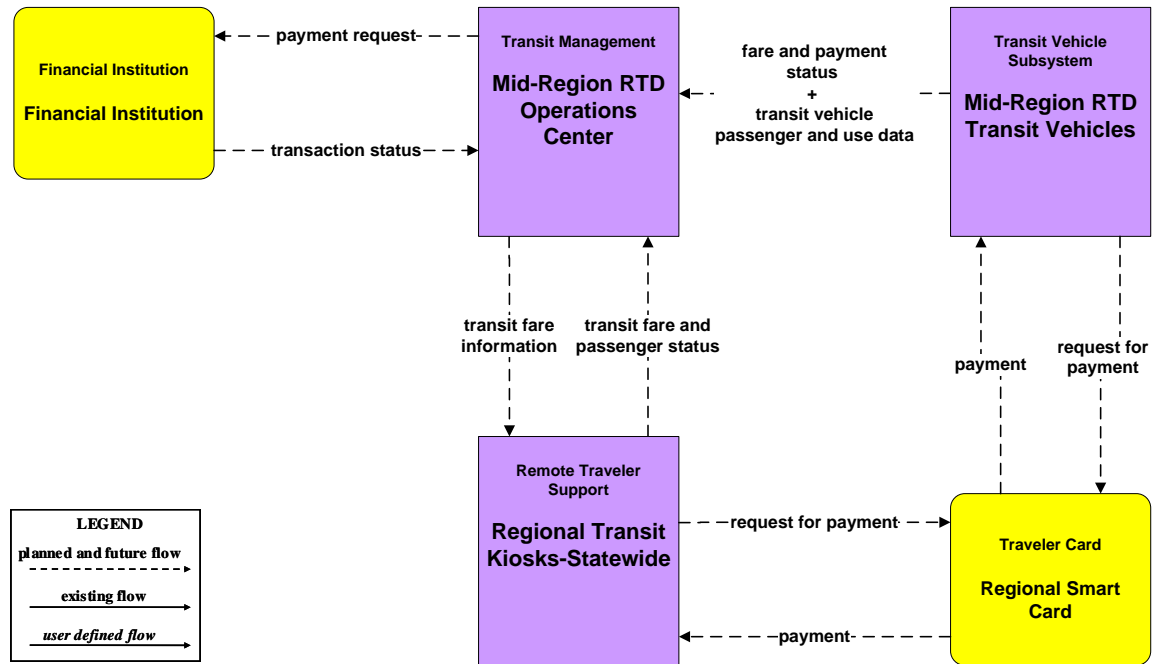 Financial Institution
Financial Institution
payment request
transaction status
Transit Management
Mid-Region RTD
Operations
Center
fare and payment
status
+
transit vehicle
passenger and use data
Transit Vehicle
Subsystem
Mid-Region RTD
Transit Vehicles
transit fare
information
transit fare and
passenger status
payment
request for
payment
Remote Traveler
Support
Regional Transit
Kiosks-Statewide
request for payment
payment
Traveler Card
Regional Smart
Card
LEGEND
planned and future flow
existing flow
user defined flow